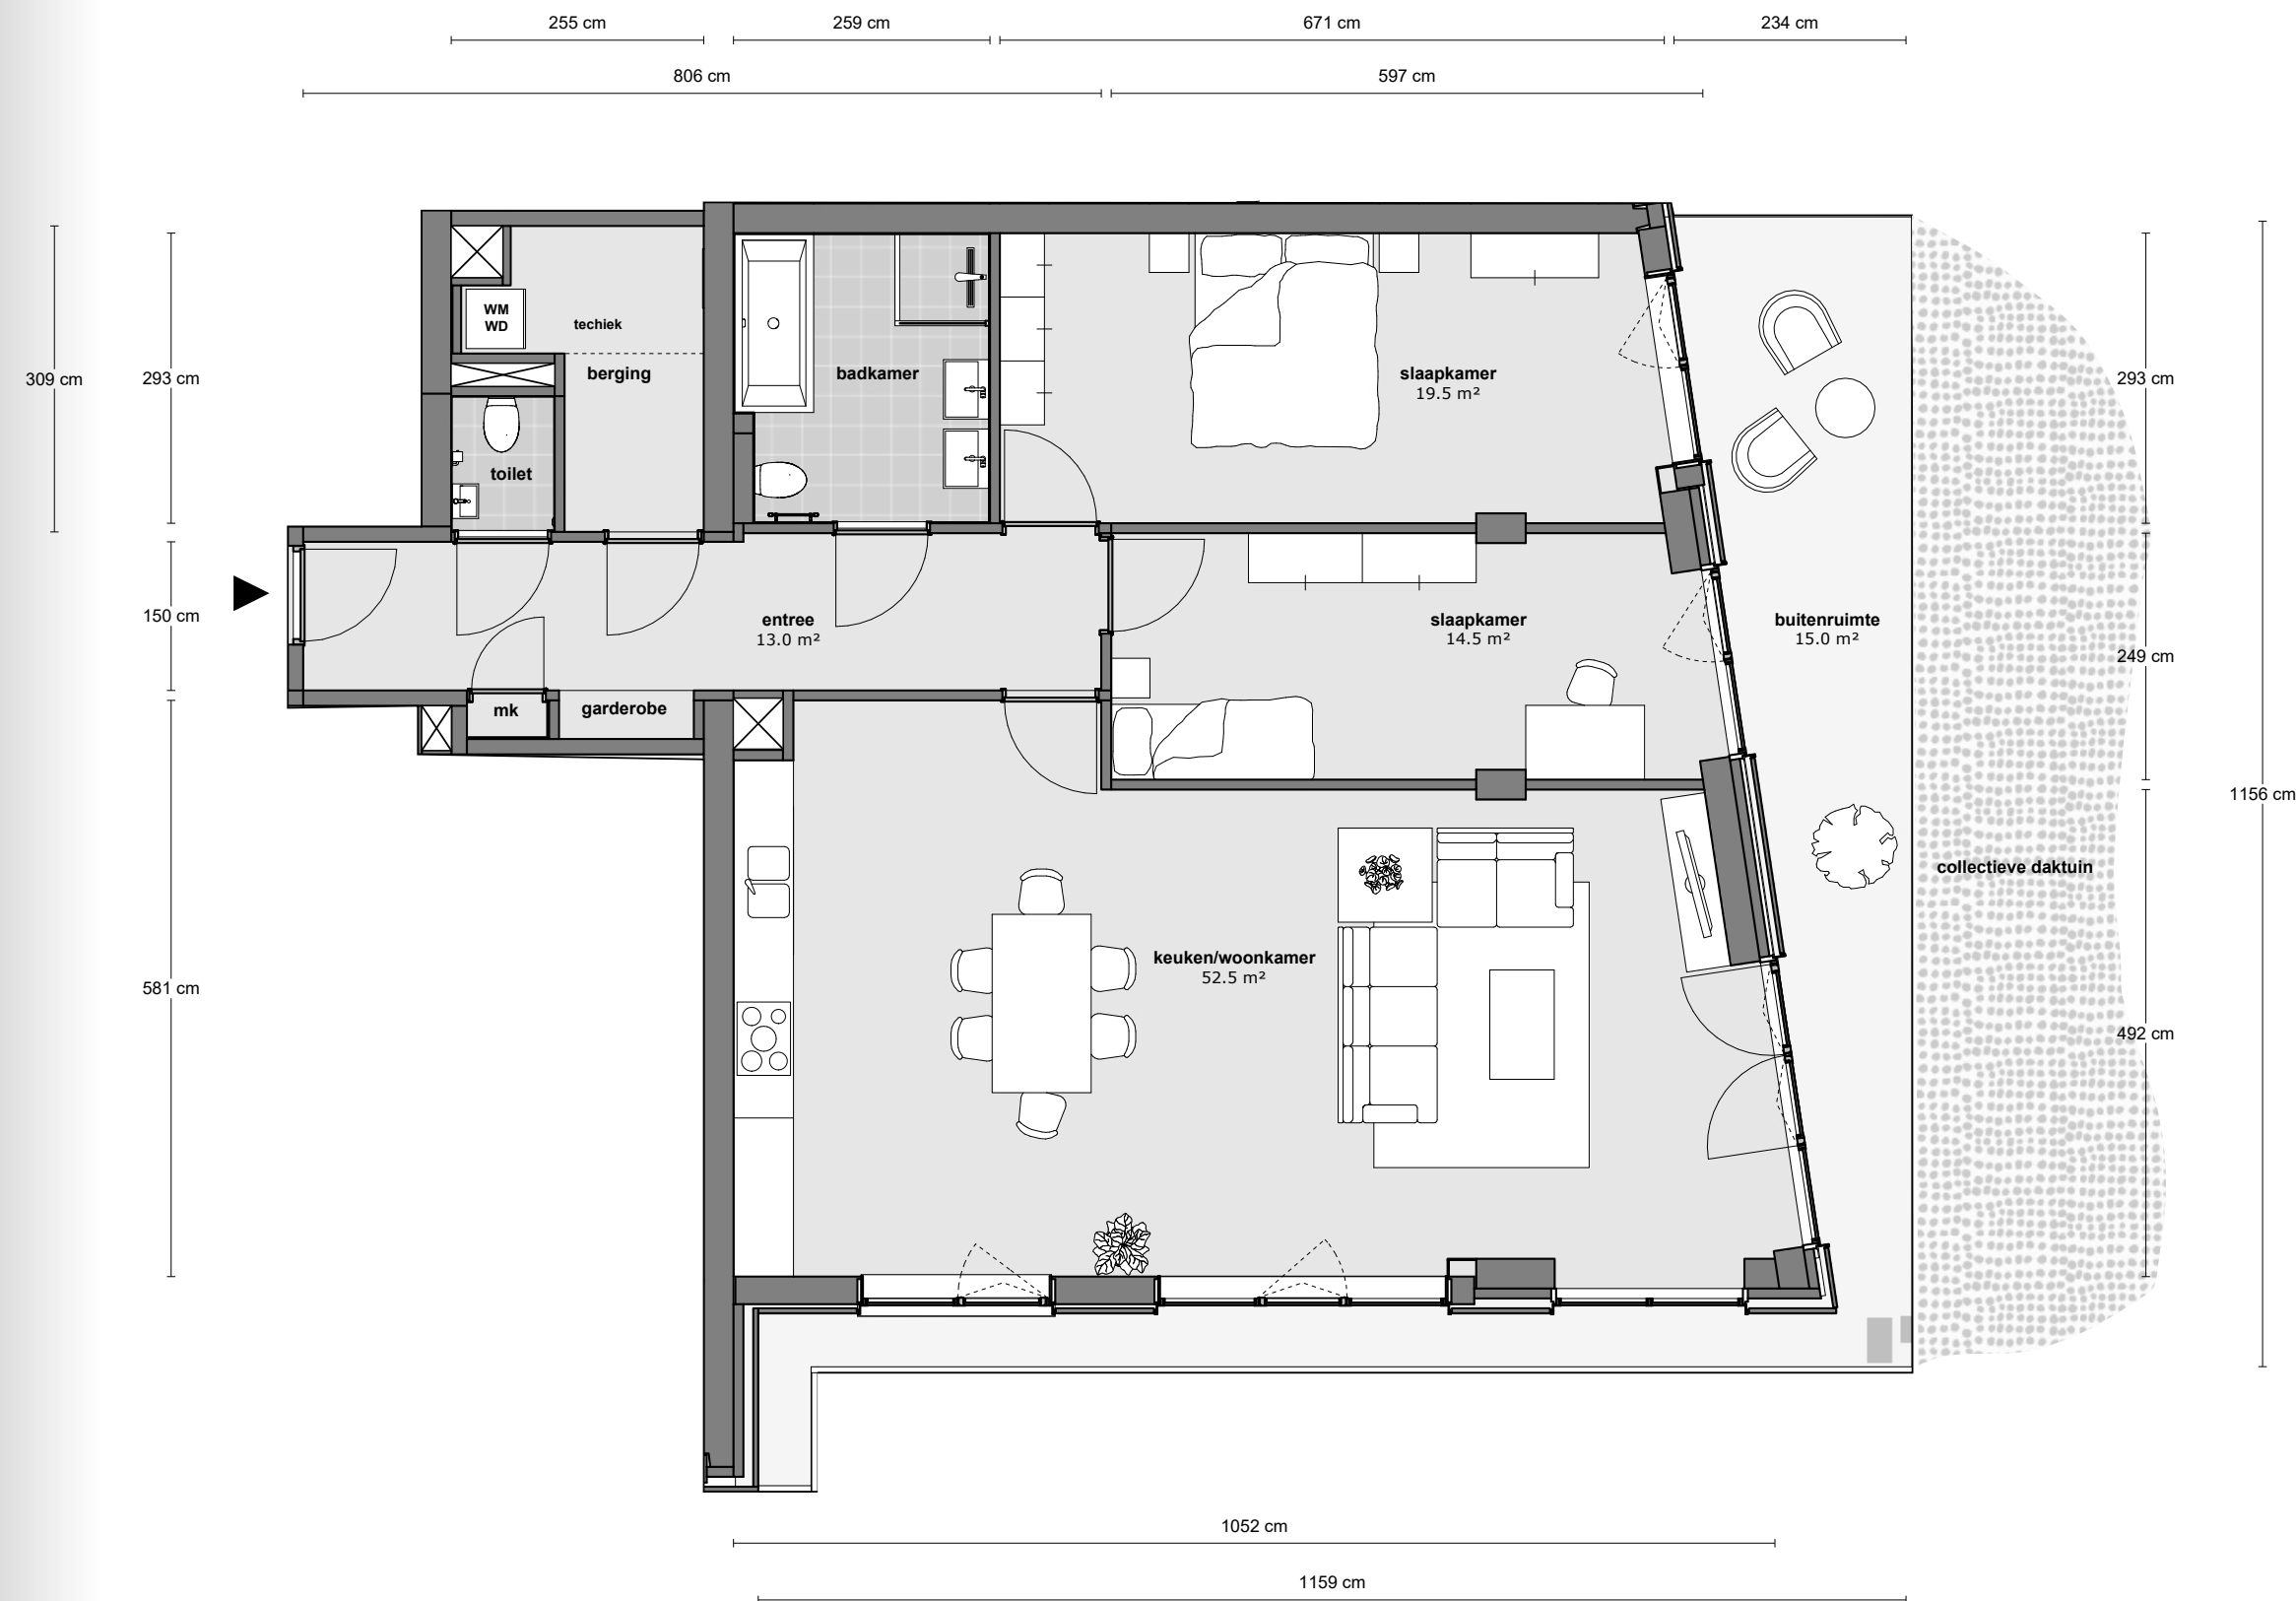 255 cm
259 cm
671 cm
234 cm
806 cm
597 cm
309 cm
293 cm
WM
WD
techiek
berging
badkamer
slaapkamer
19.5 m²
293 cm
toilet
150 cm
entree
13.0 m²
slaapkamer
14.5 m²
buitenruimte
15.0 m²
249 cm
mk
garderobe
1156 cm
collectieve daktuin
keuken/woonkamer
52.5 m²
581 cm
492 cm
1052 cm
1159 cm